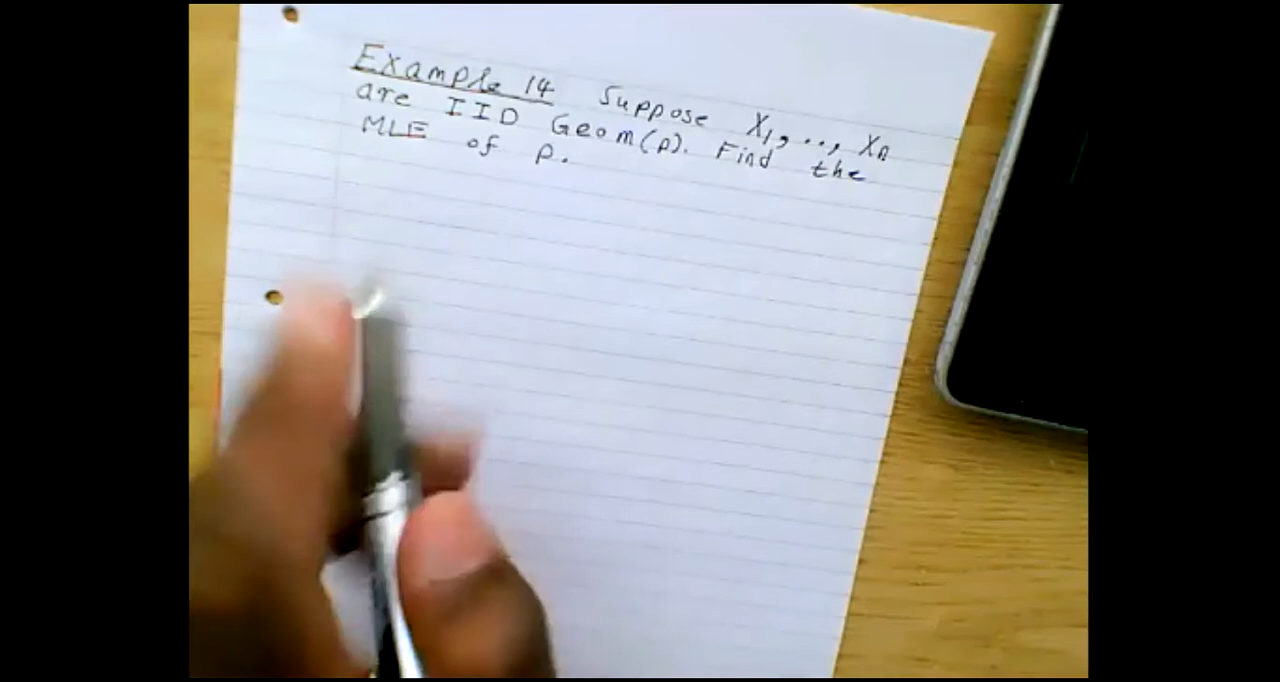 Example 14 Suppose X1, .., Xn
are IID Geom(p). Find the
MLE of p.